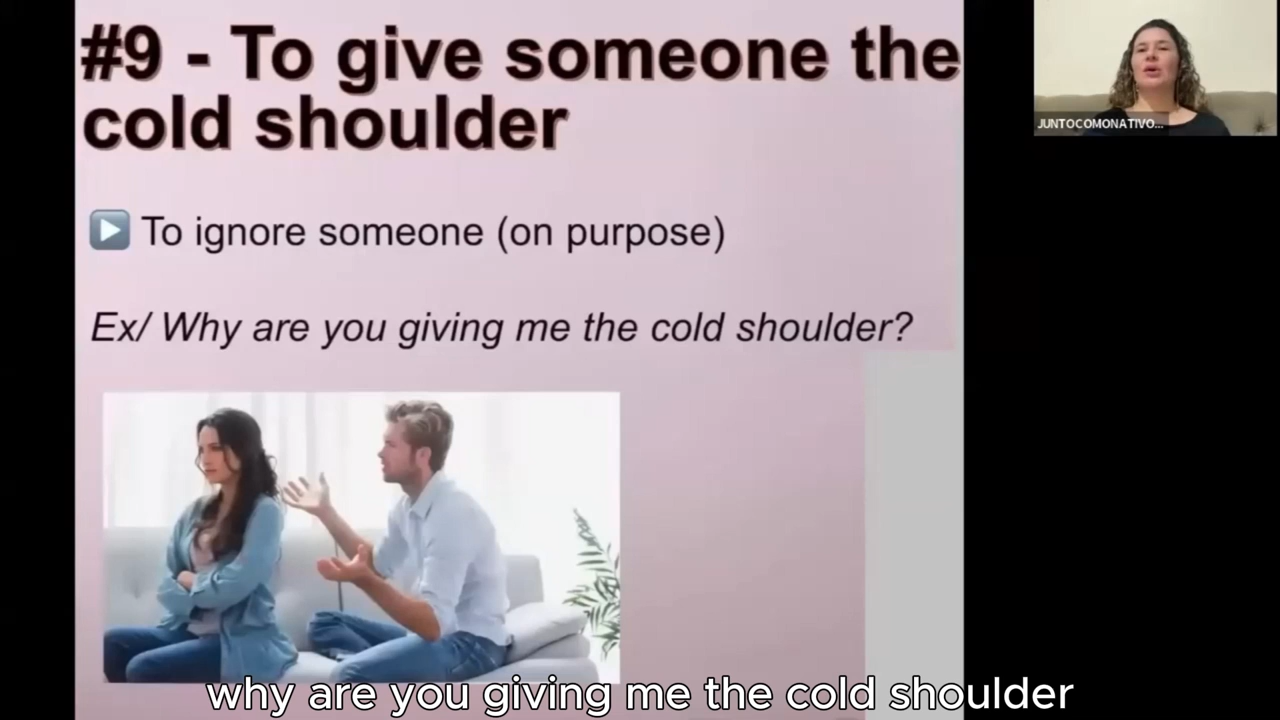 #9 - To give someone the
cold shoulder
To ignore someone (on purpose)
Ex/ Why are you giving me the cold shoulder?
JUNTOCOMONATIVO...
why are you giving me the cold shoulder